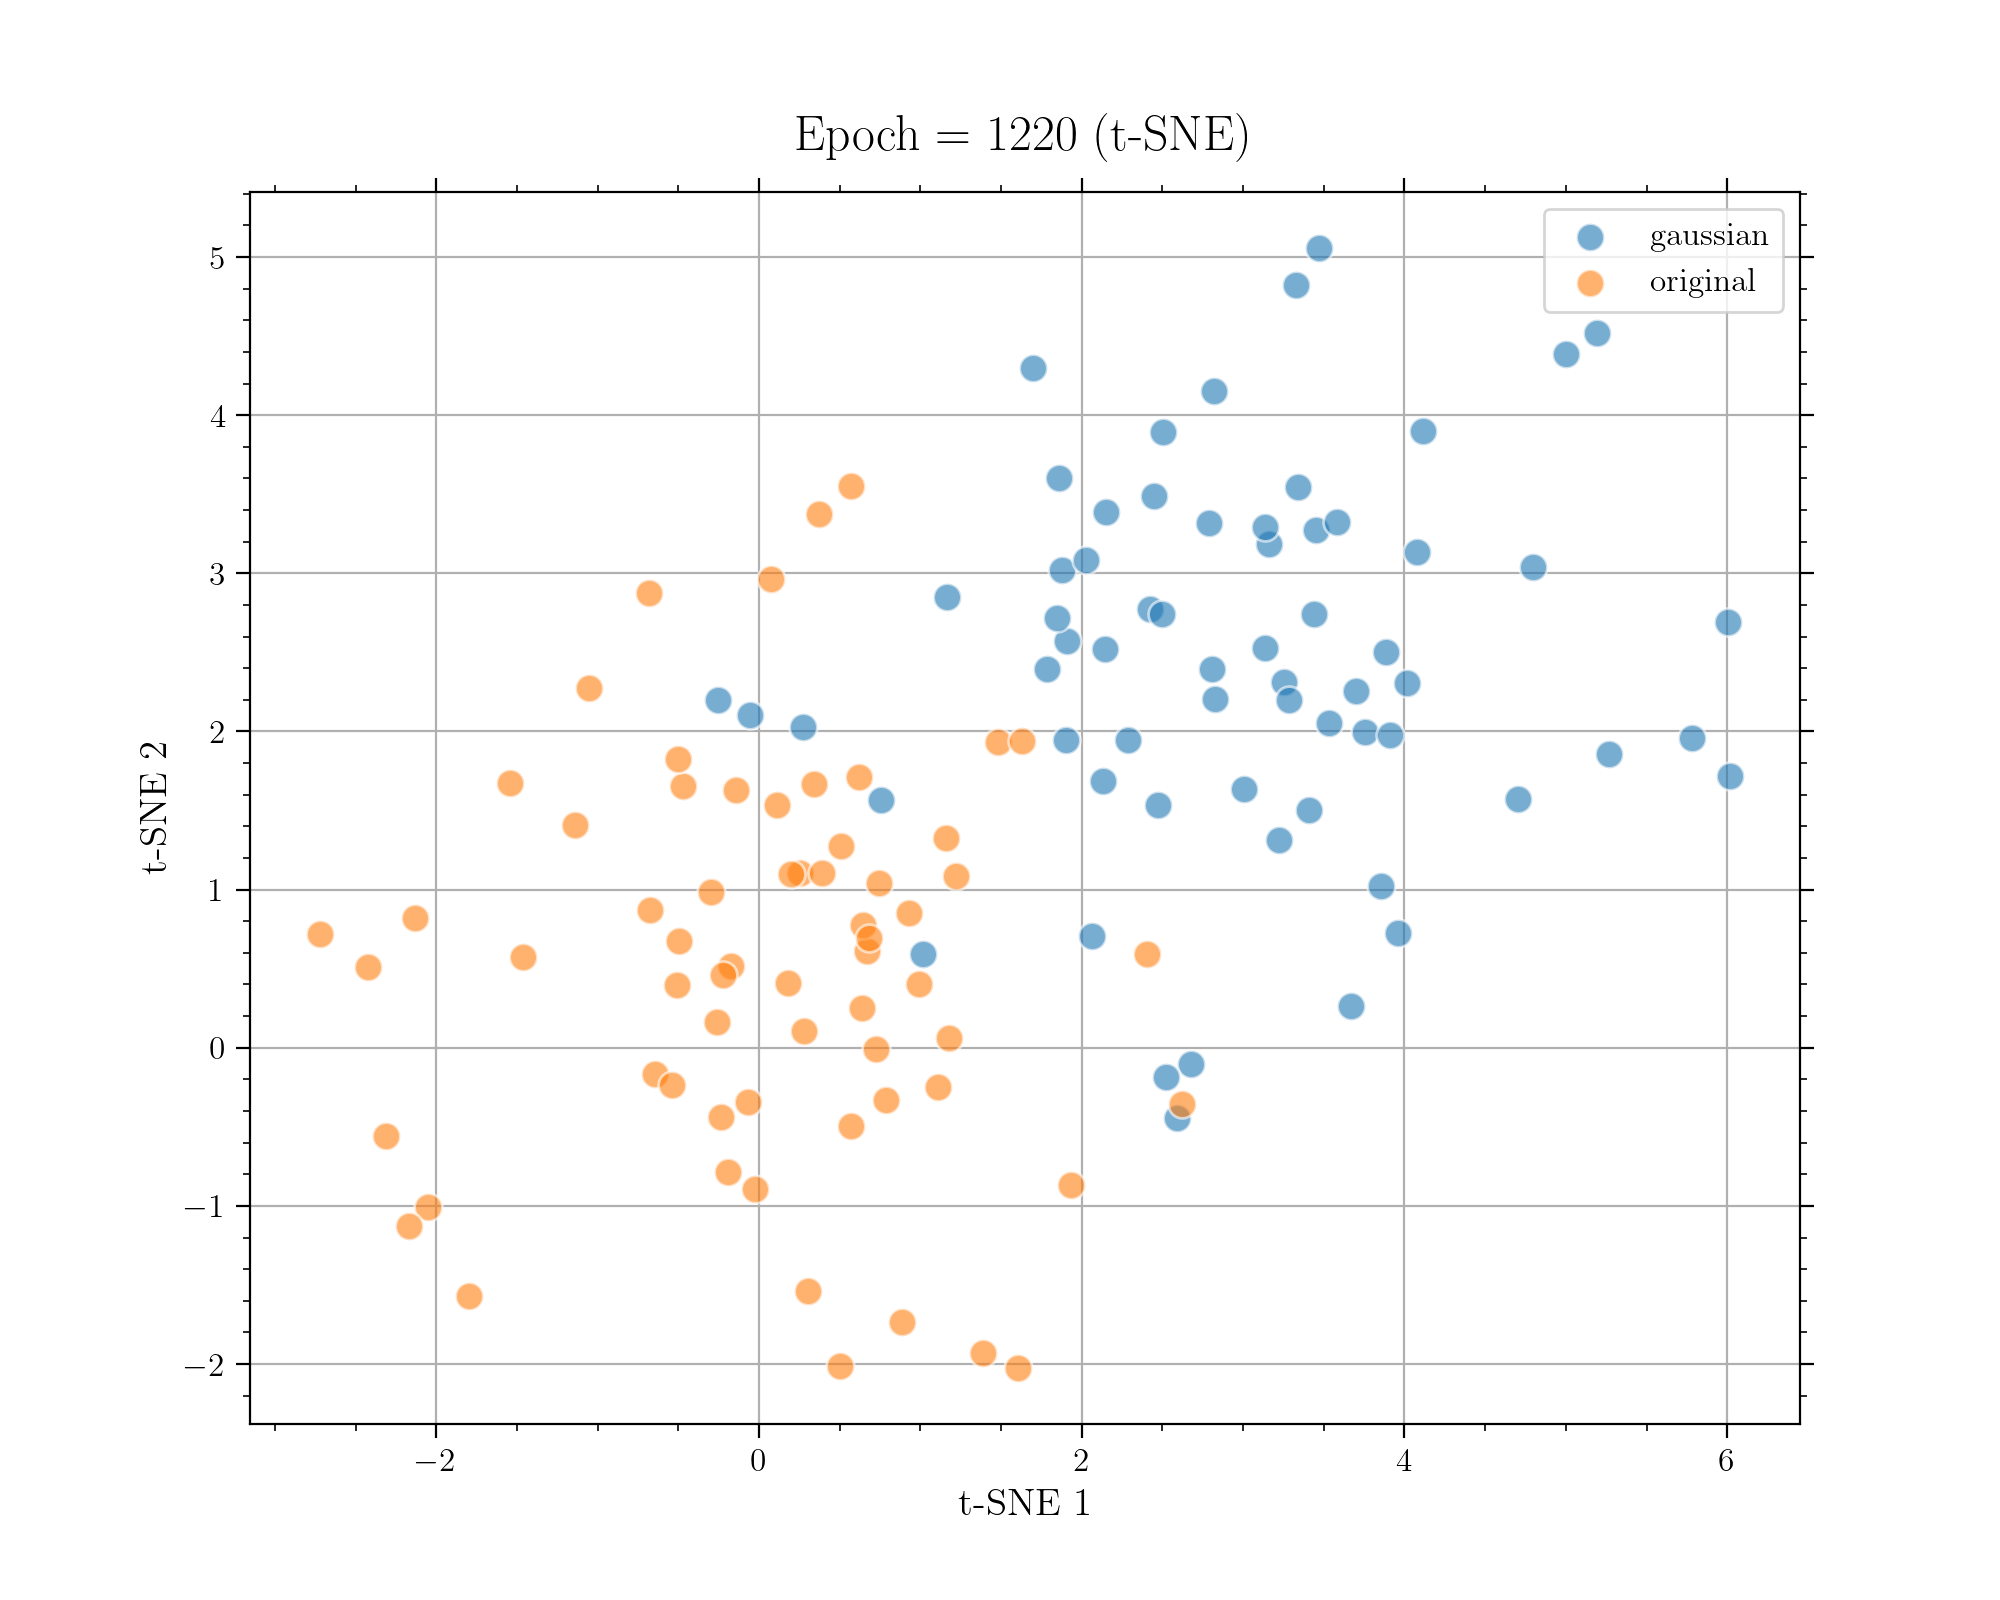 Epoch = 1220 (t-SNE)
gaussian
original
5
4
3
2
1
0
−1
−2
t-SNE 2
−2 0 2 4 6
t-SNE 1